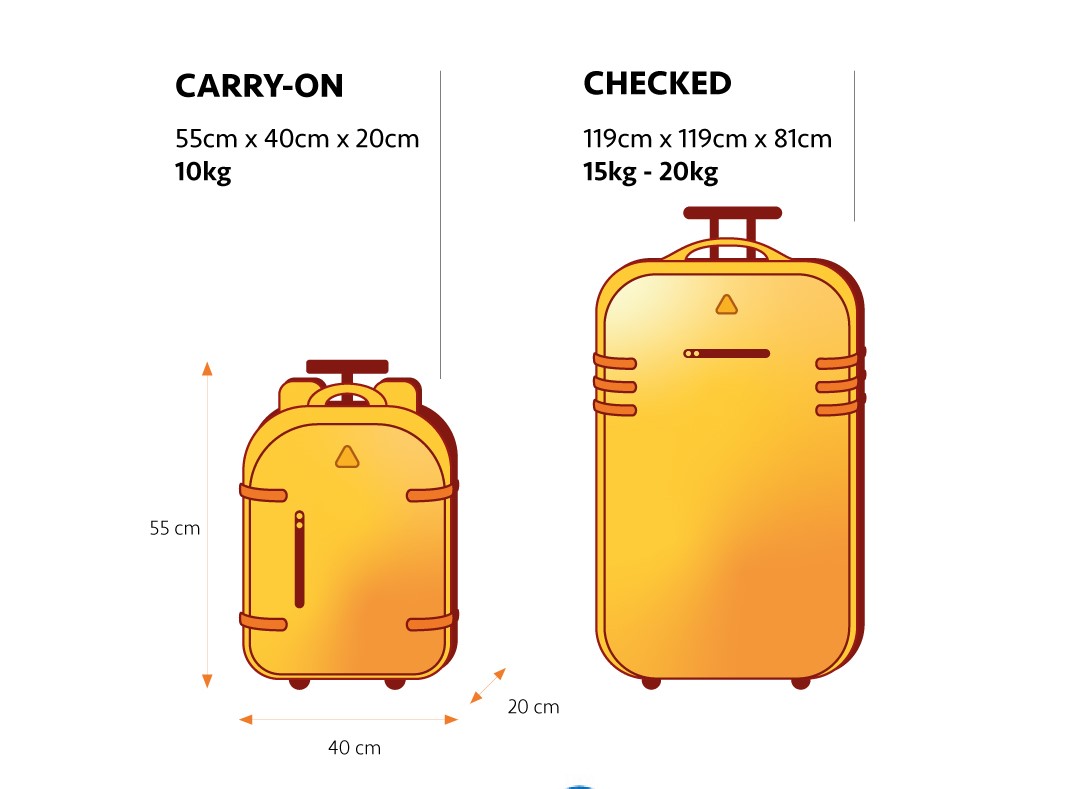 CARRY-ON
55cm x 40cm x 20cm
10kg
CHECKED
119cm x 119cm x 81cm
15kg - 20kg
55 cm
20 cm
40 cm